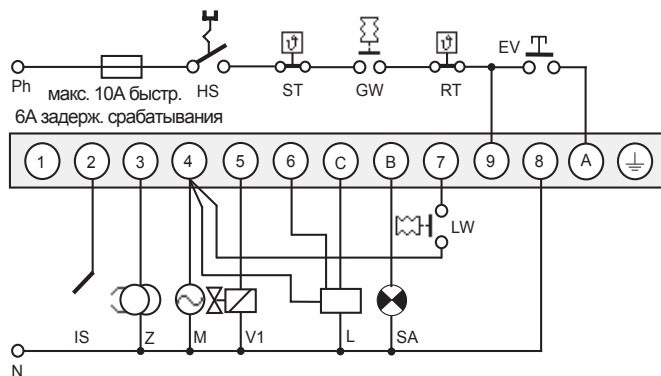 Ph
макс. 10А быстр.
6А задерж. срабатывания
HS
ϑ
ST
GW
ϑ
RT
EV
1 2 3 4 5 6 C B 7 9 8 A
LW
IS Z M V1 L SA
N